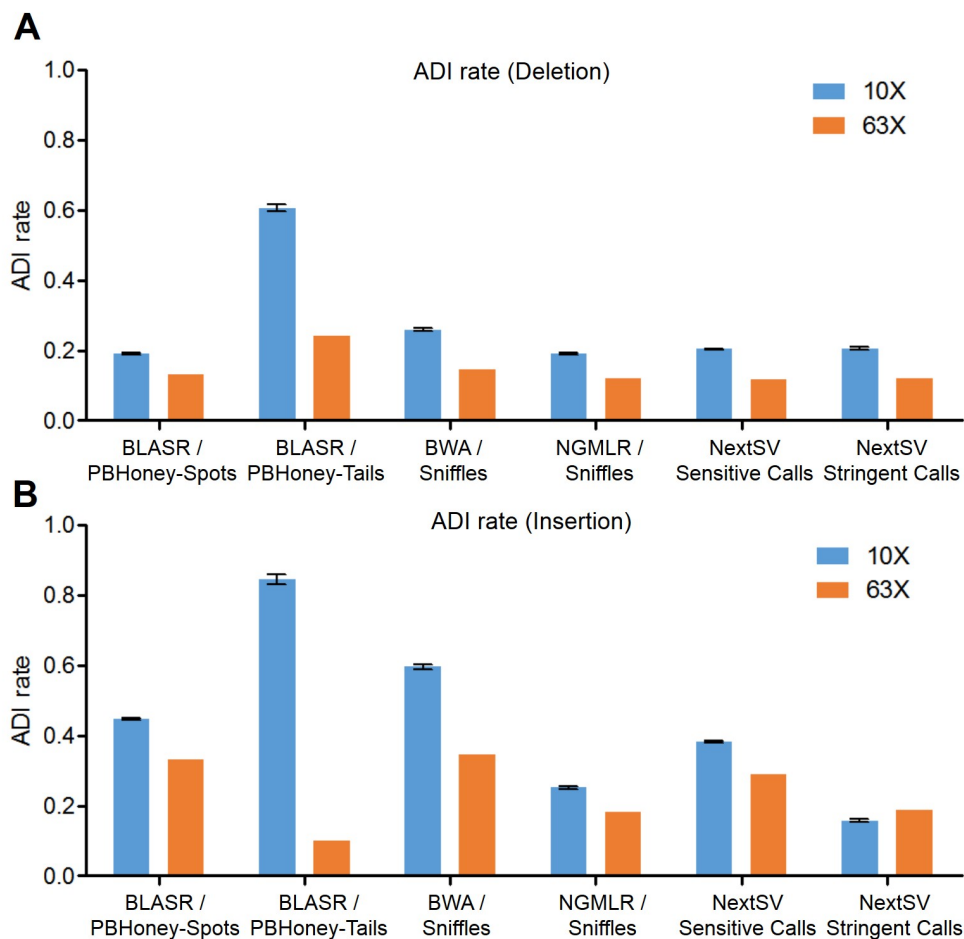 A
ADI rate (Deletion)
10X
63X
ADI rate
1.0
0.8
0.6
0.4
0.2
0.0
BLASR / BLASR / BWA / NGMLR / NextSV NextSV
PBHoney-Spots PBHoney-Tails Sniffles Sniffles Sensitive Calls Stringent Calls
B
ADI rate (Insertion)
10X
63X
ADI rate
1.0
0.8
0.6
0.4
0.2
0.0
BLASR / BLASR / BWA / NGMLR / NextSV NextSV
PBHoney-Spots PBHoney-Tails Sniffles Sniffles Sensitive Calls Stringent Calls